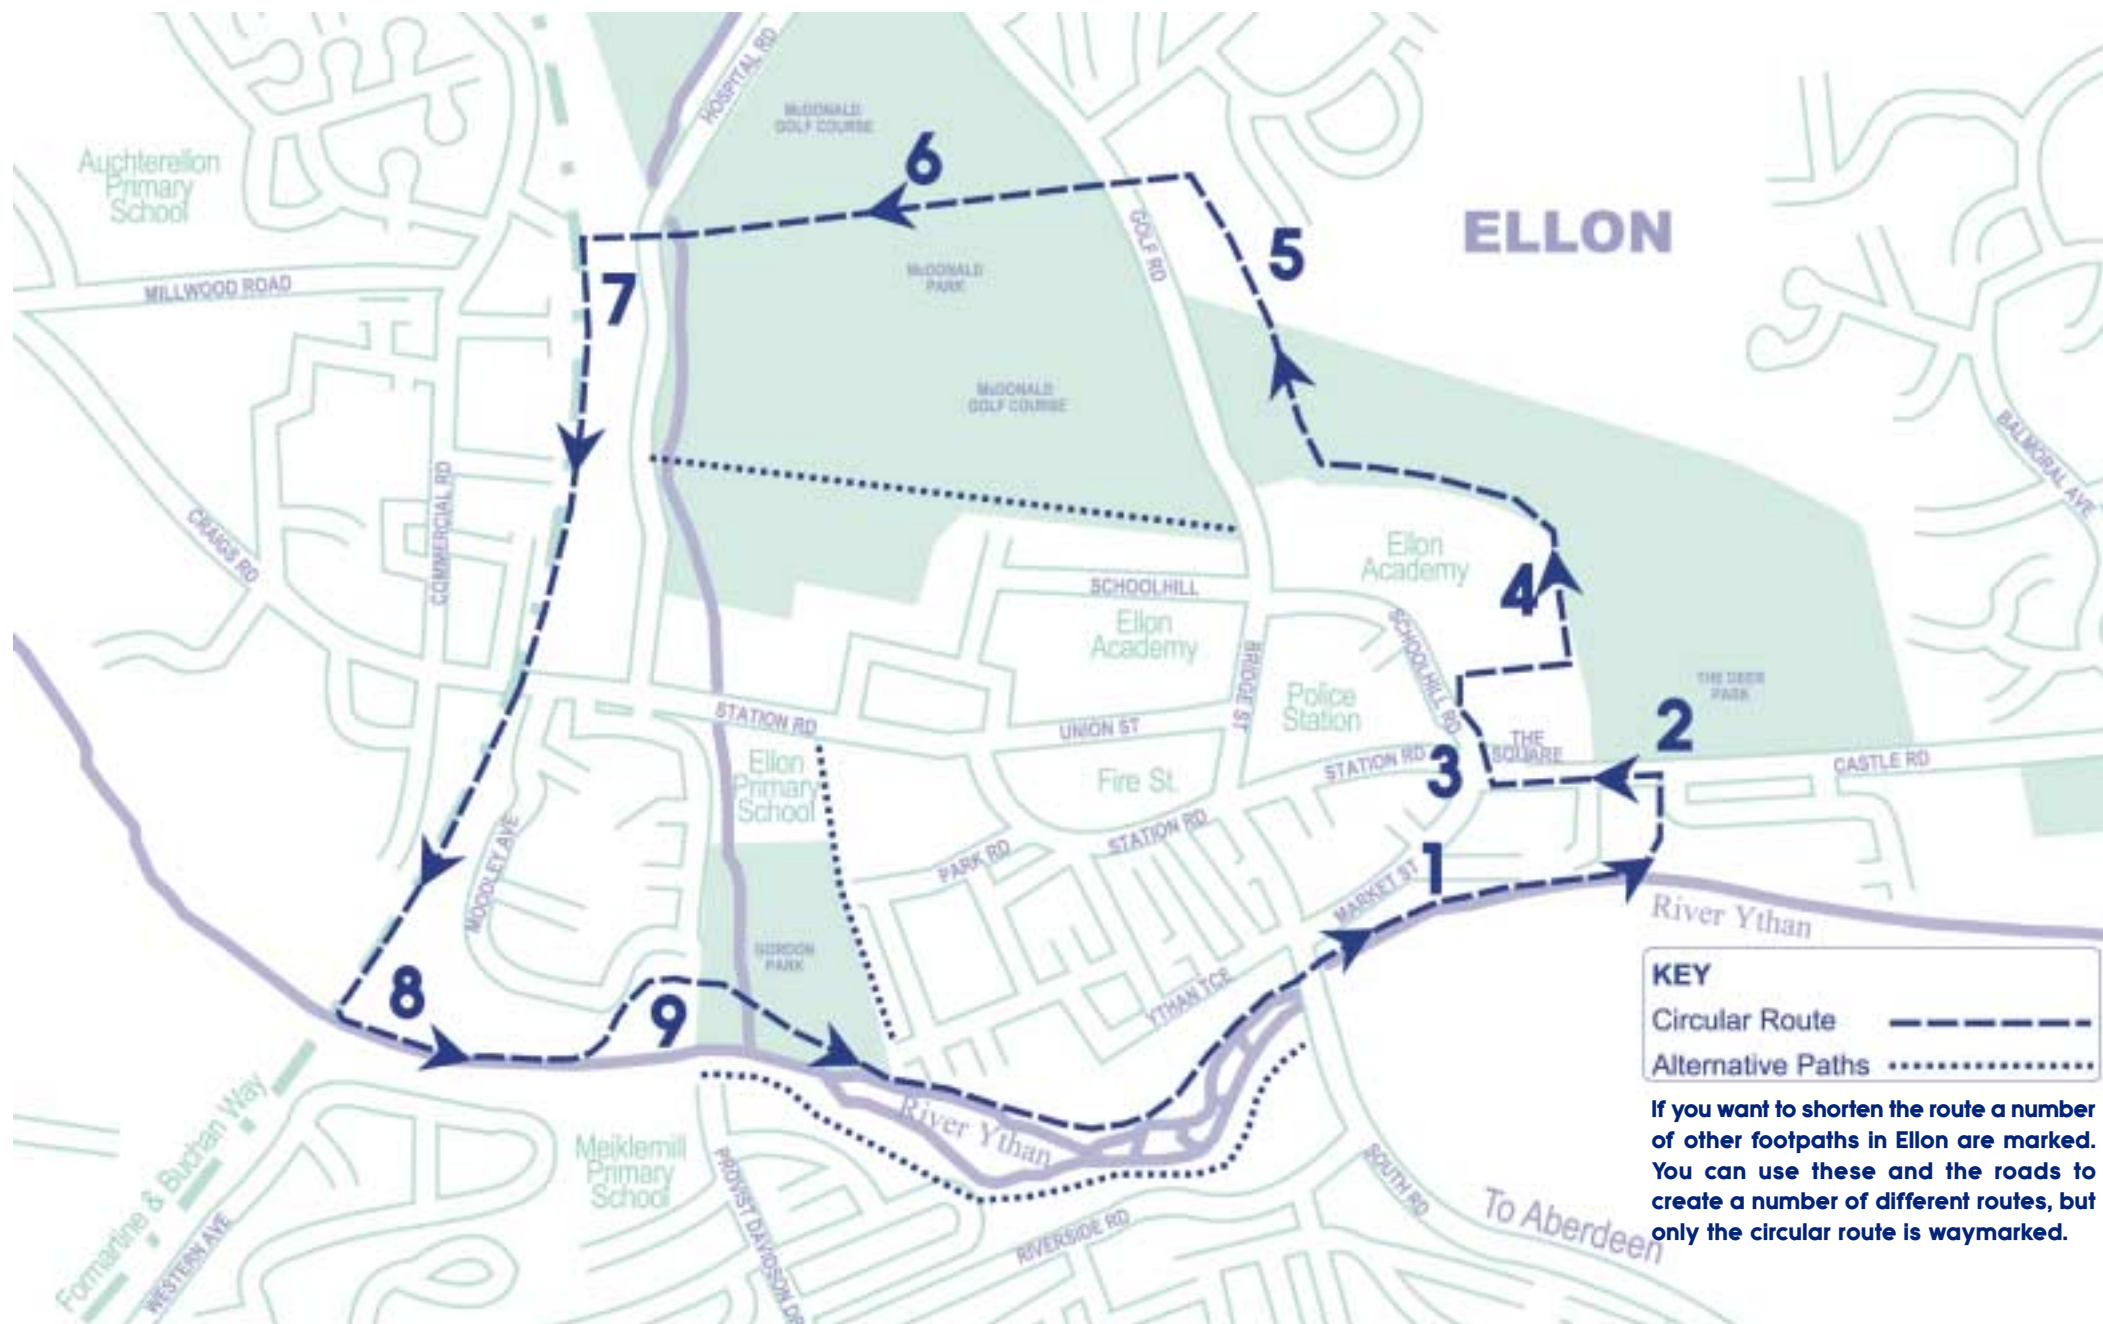 HOSPITAL RD
McDONALD
GOLF COURSE
6
Auchterellon
Primary
School
ELLON
GOLF RD
5
McDONALD
PARK
MILLWOOD ROAD
7
McDONALD
GOLF COURSE
BALMORAL AVE
COMMERCIAL RD
CRAIGS RD
Ellon
Academy
SCHOOLHILL
4
Ellon
Academy
SCHOOLHILL RD
BRIDGE ST
THE DEER
PARK
Police
Station
STATION RD
UNION ST
2
THE
SQUARE
STATION RD
3
CASTLE RD
Ellon
Primary
School
Fire St.
MOODLEY AVE
STATION RD
PARK RD
1
MARKET ST
River Ythan
GORDON
PARK
8
9
YTHAN TCE
KEY
Circular Route
Alternative Paths
If you want to shorten the route a number
of other footpaths in Ellon are marked.
You can use these and the roads to
create a number of different routes, but
only the circular route is waymarked.
River Ythan
Formartine & Buchan Way
WESTERN AVE
Meiklemill
Primary
School
PROVIST DAVIDSON DR
RIVERSIDE RD
SOUTH RD
To Aberdeen